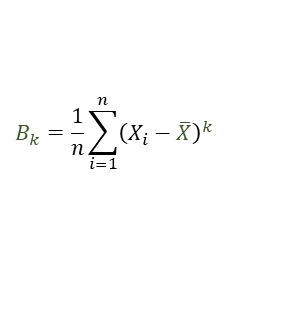 B_k = \frac{1}{n} \sum_{i=1}^{n} (X_i - \bar{X})^k